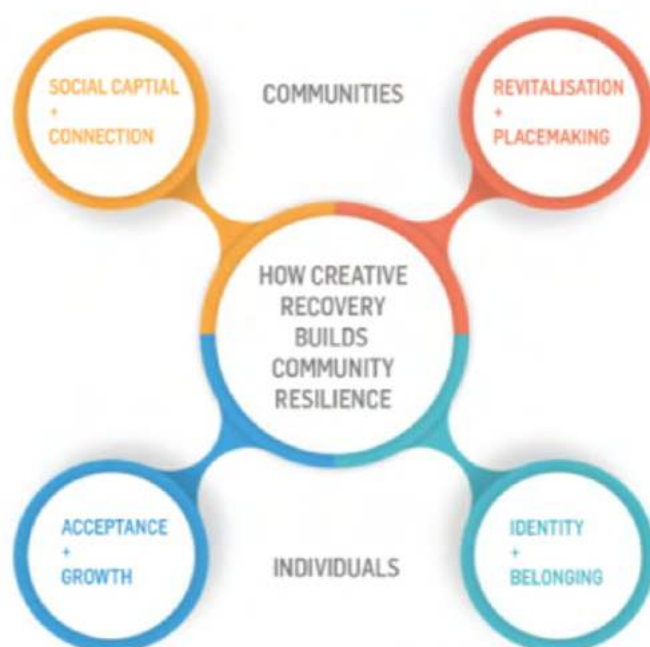 SOCIAL CAPTIAL
+
CONNECTION
COMMUNITIES
REVITALISATION
+
PLACEMAKING
HOW CREATIVE
RECOVERY
BUILDS
COMMUNITY
RESILIENCE
ACCEPTANCE
+
GROWTH
INDIVIDUALS
IDENTITY
+
BELONGING